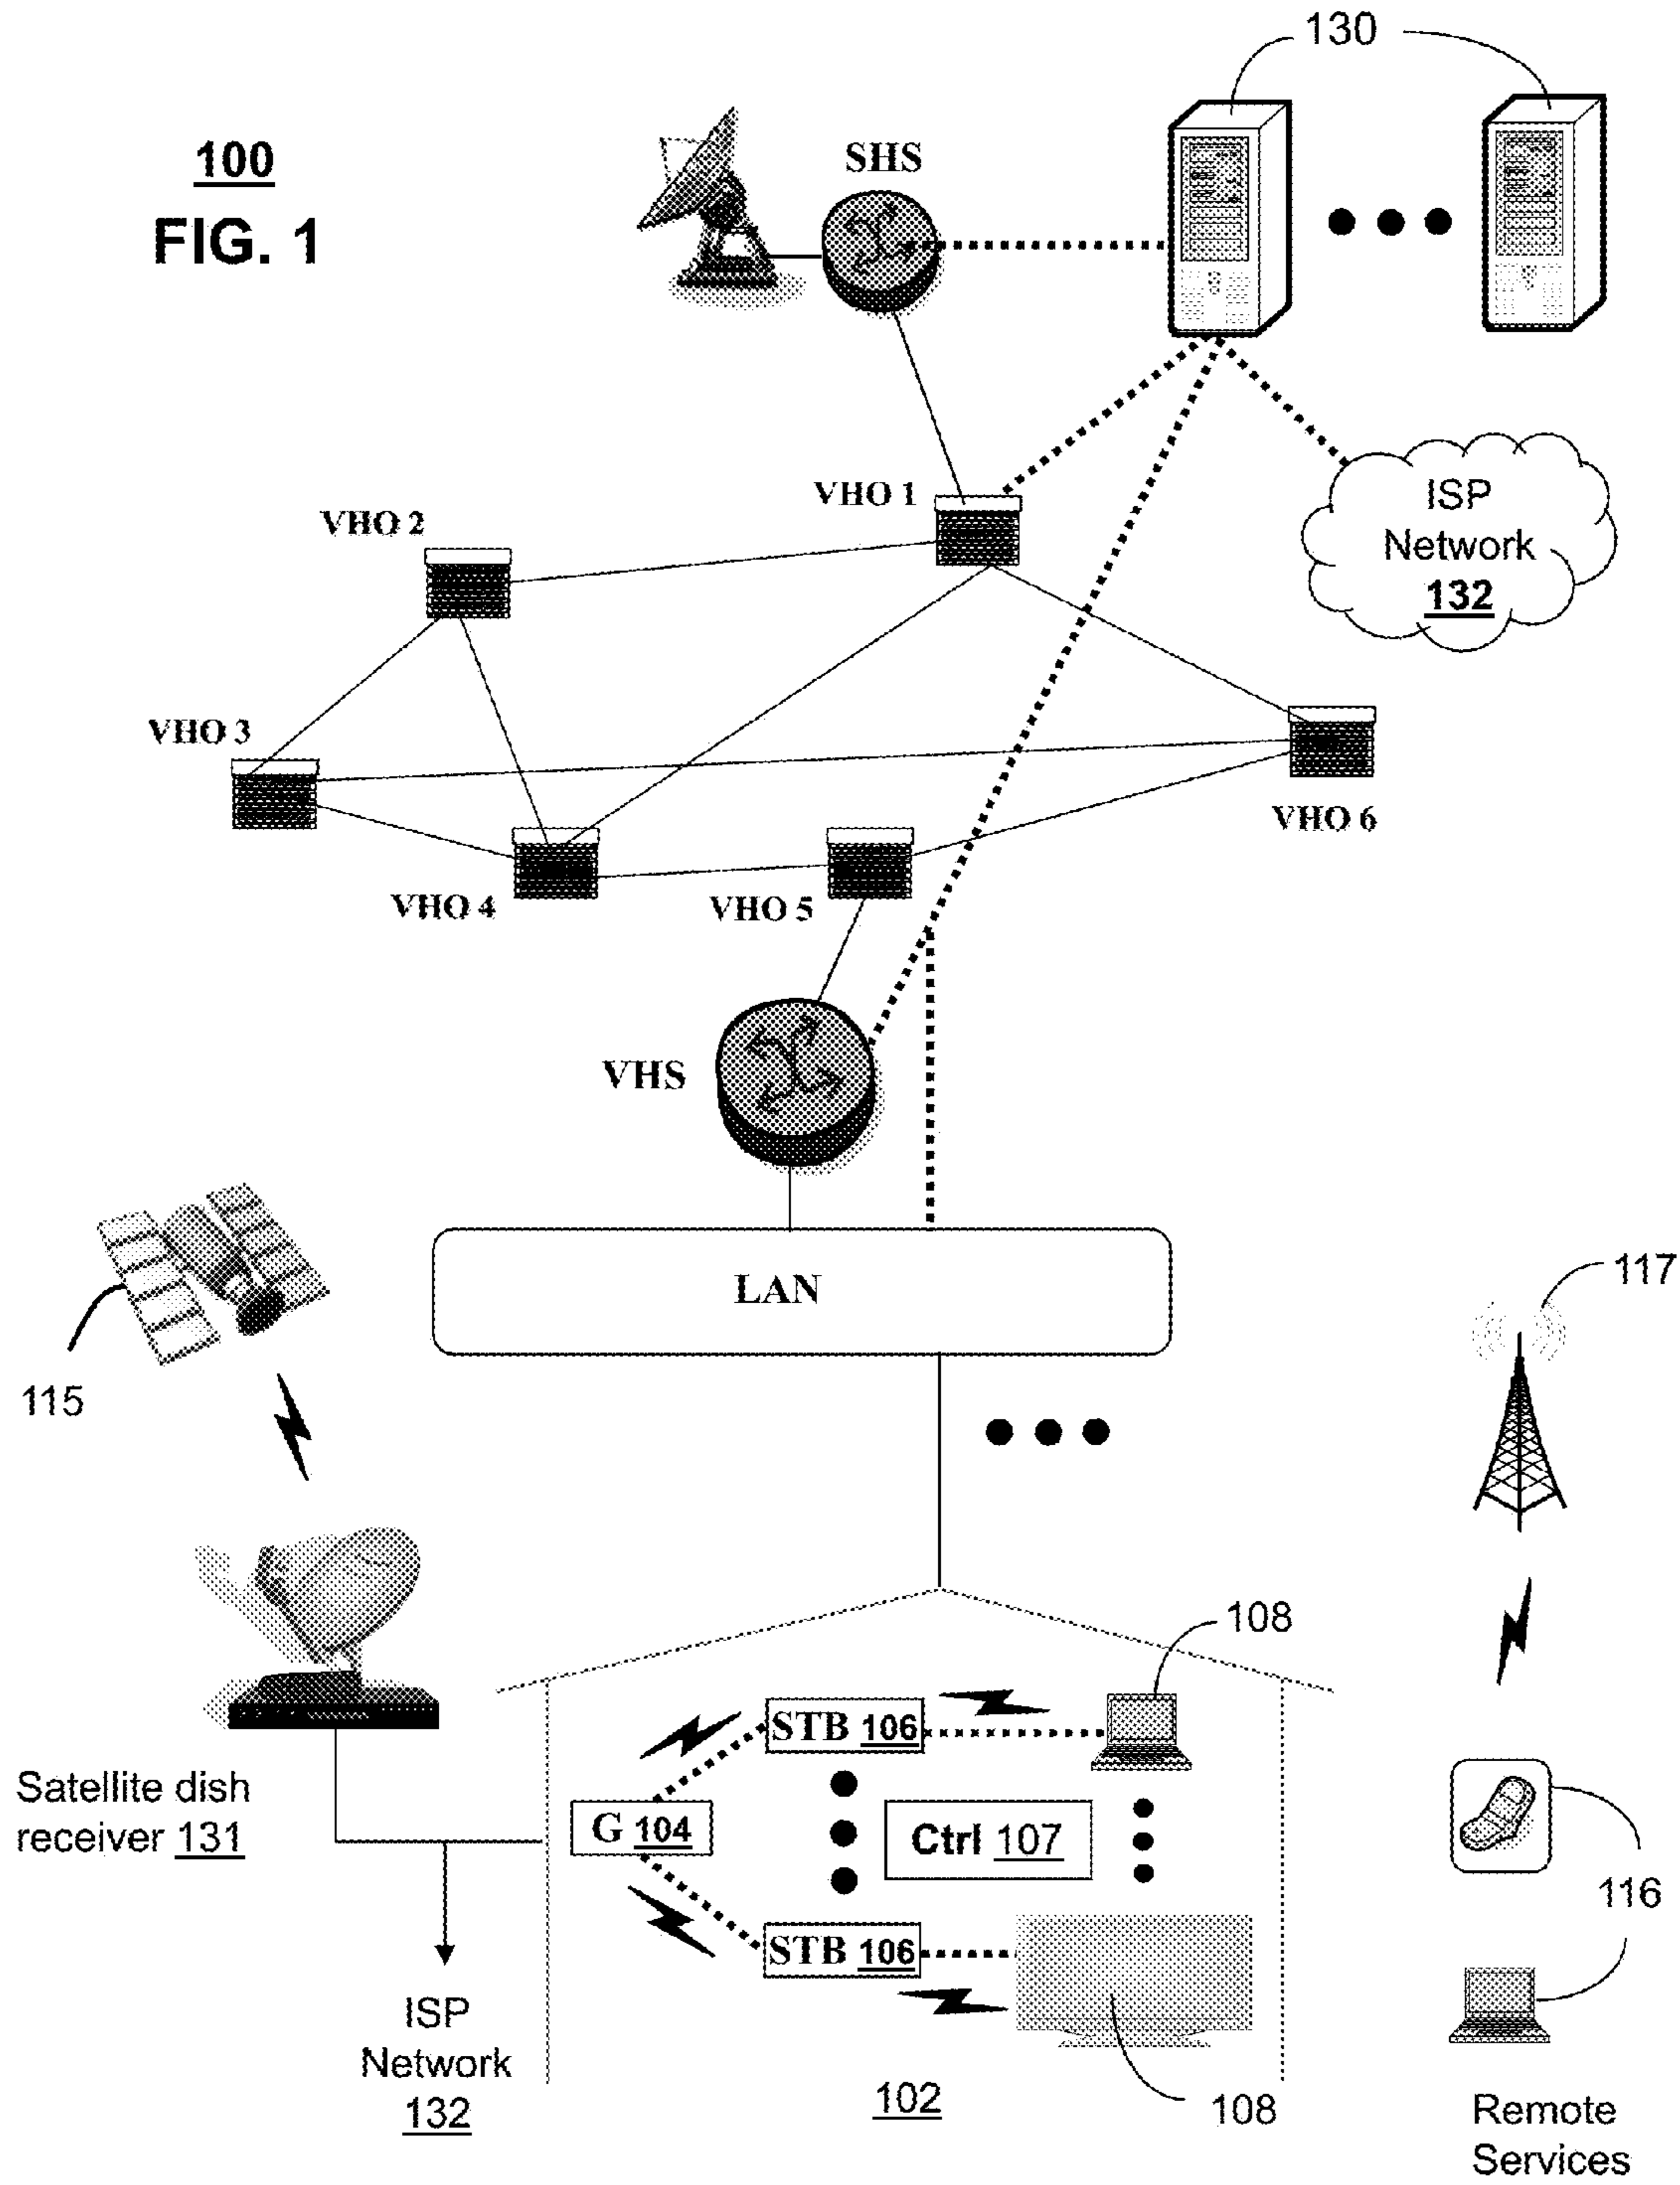 130
100
FIG. 1
SHS
ISP
Network
132
VHO 1
VHO 2
VHO 3
VHO 6
VHO 4
VHO 5
VHS
LAN
117
115
108
STB 106
Satellite dish
receiver 131
G 104
Ctrl 107
116
STB 106
ISP
Network
132
102
108
Remote
Services